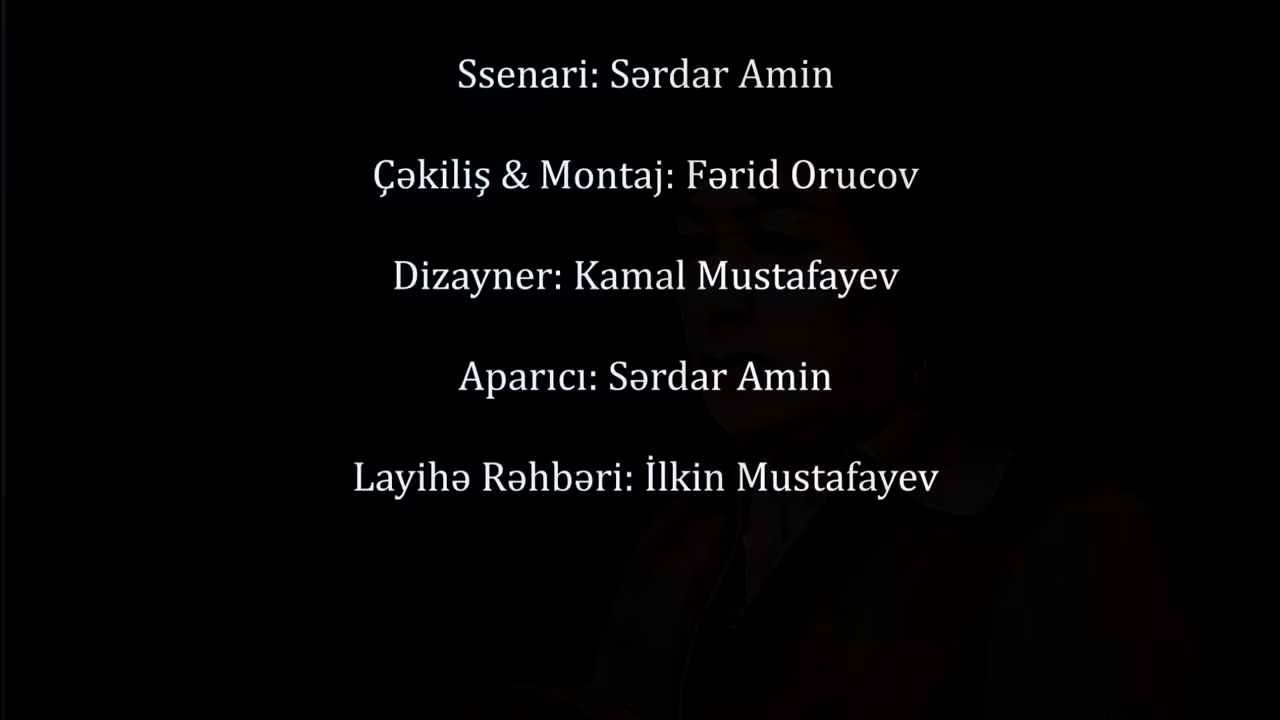 Ssenari: Sərdar Amin
Çəkiliş & Montaj: Fərid Orucov
Dizayner: Kamal Mustafayev
Aparıcı: Sərdar Amin
Layihə Rəhbəri: İlkin Mustafayev